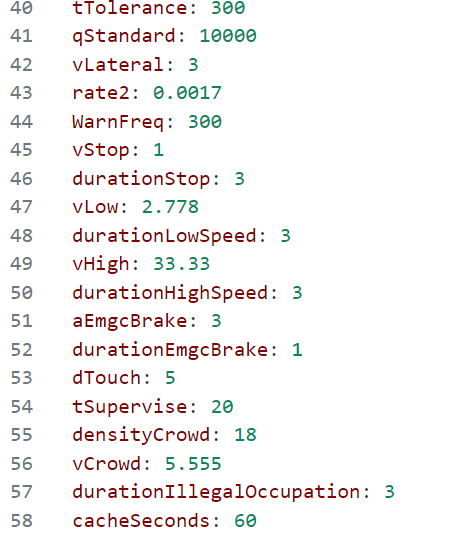 40 tTolerance: 300
41 qStandard: 10000
42 vLateral: 3
43 rate2: 0.0017
44 WarnFreq: 300
45 vStop: 1
46 durationStop: 3
47 vLow: 2.778
48 durationLowSpeed: 3
49 vHigh: 33.33
50 durationHighSpeed: 3
51 aEmgcBrake: 3
52 durationEmgcBrake: 1
53 dTouch: 5
54 tSupervise: 20
55 densityCrowd: 18
56 vCrowd: 5.555
57 durationIllegalOccupation: 3
58 cacheSeconds: 60